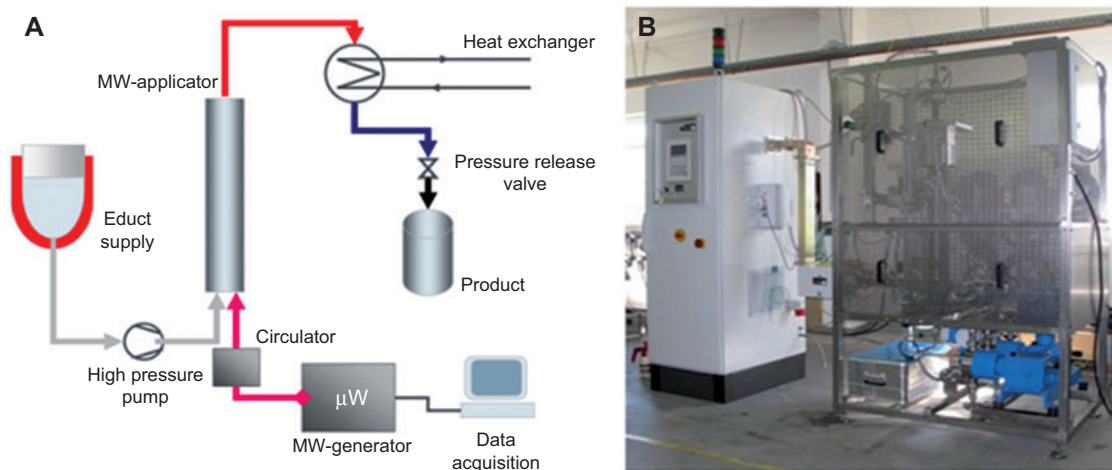 A
Heat exchanger
MW-applicator
Pressure release
valve
Educt
supply
Product
Circulator
High pressure
pump
μW
MW-generator
Data
acquisition
B